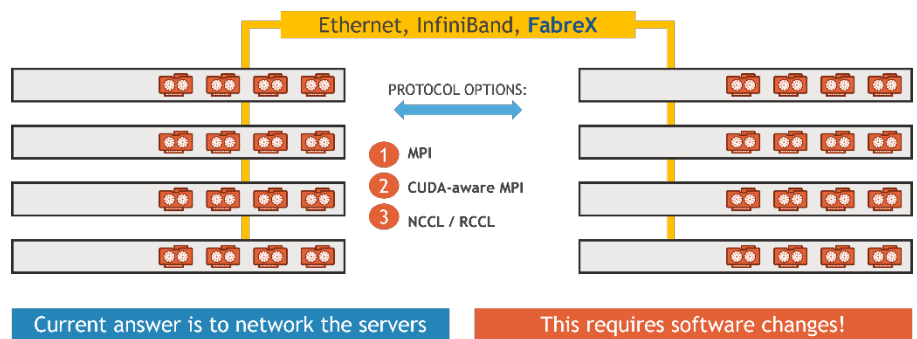 Ethernet, InfiniBand, FabreX
PROTOCOL OPTIONS:
1 MPI
2 CUDA-aware MPI
3 NCCL / RCCL
Current answer is to network the servers
This requires software changes!